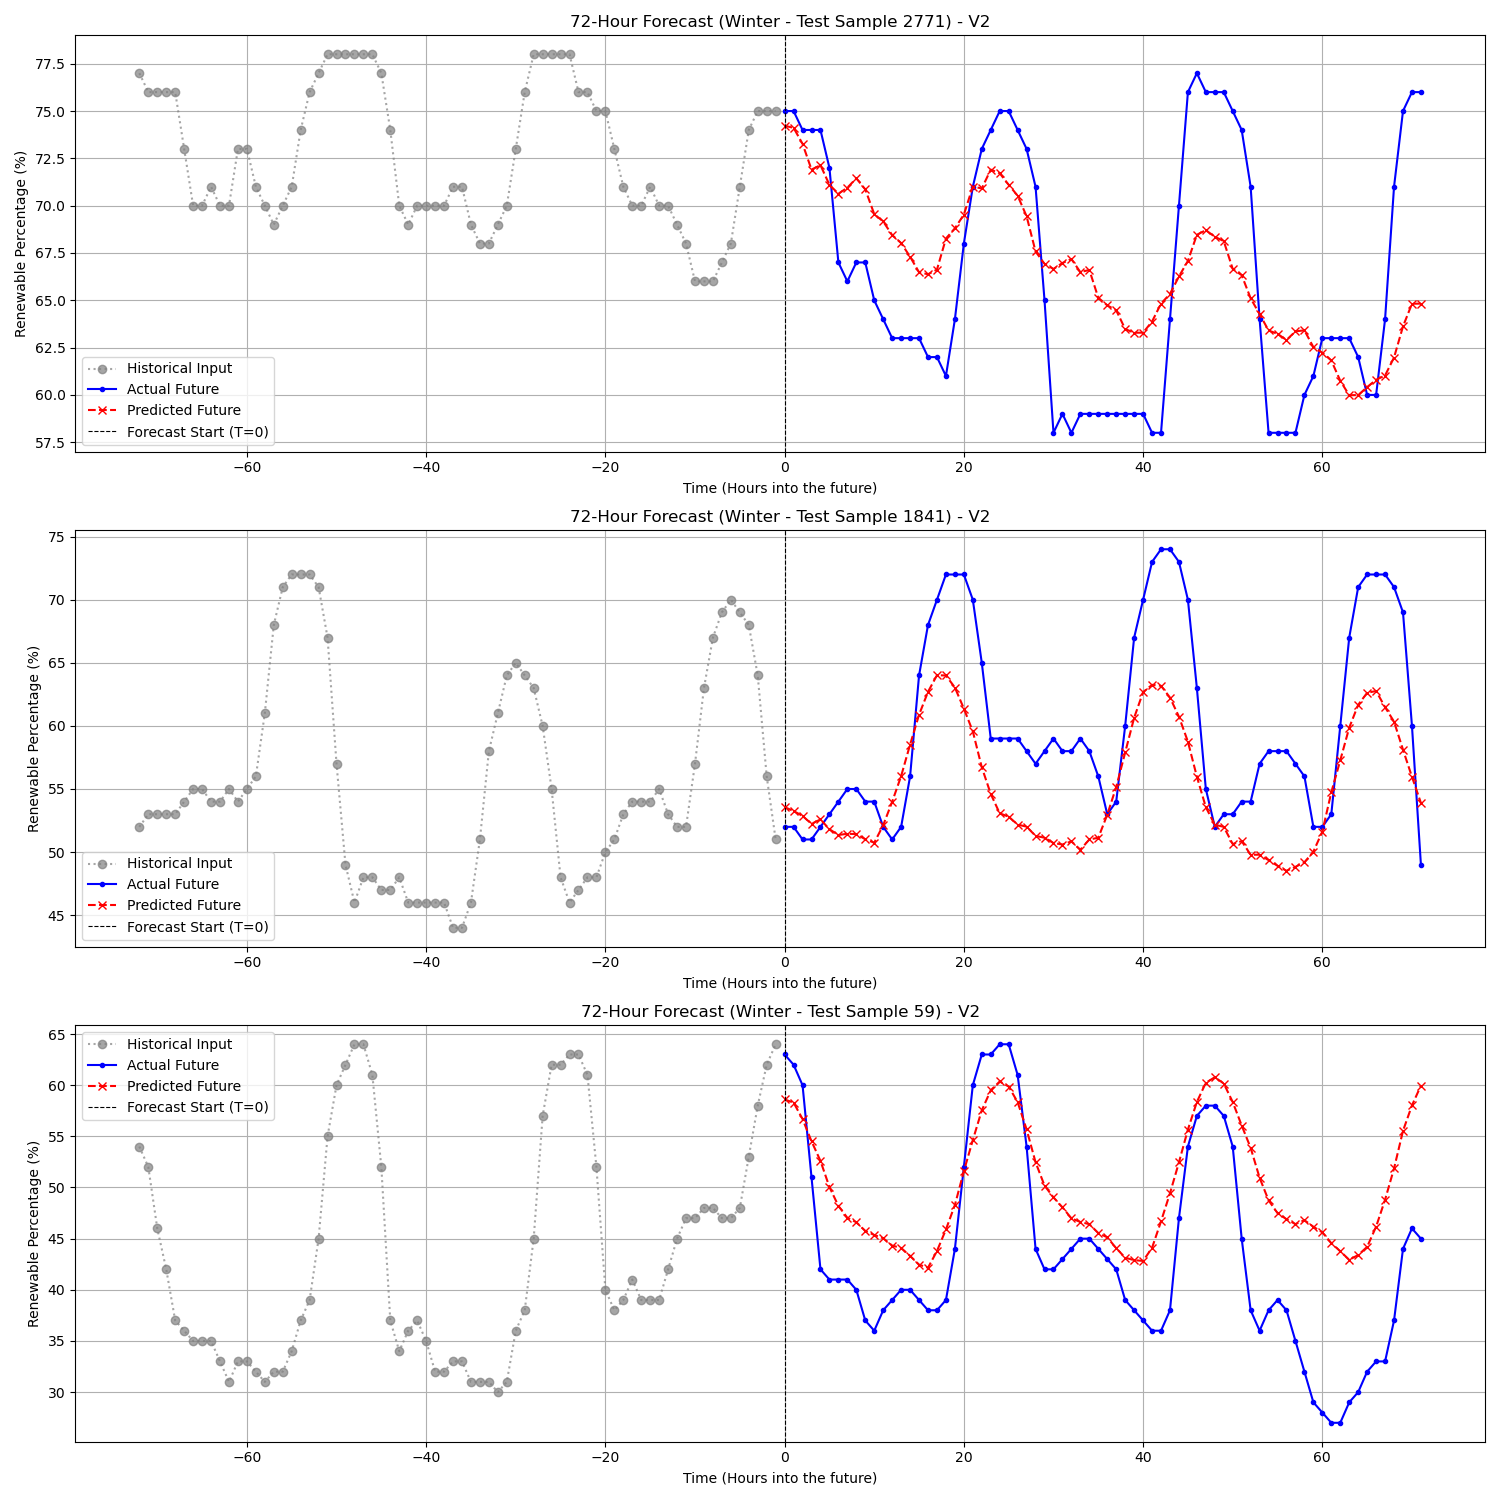 72-Hour Forecast (Winter - Test Sample 2771) - V2
Renewable Percentage (%)
77.5
75.0
72.5
70.0
67.5
65.0
62.5
60.0
57.5
Historical Input
Actual Future
Predicted Future
Forecast Start (T=0)
−60 −40 −20 0 20 40 60
Time (Hours into the future)
72-Hour Forecast (Winter - Test Sample 1841) - V2
Renewable Percentage (%)
75
70
65
60
55
50
45
Historical Input
Actual Future
Predicted Future
Forecast Start (T=0)
−60 −40 −20 0 20 40 60
Time (Hours into the future)
72-Hour Forecast (Winter - Test Sample 59) - V2
Renewable Percentage (%)
65
60
55
50
45
40
35
30
Historical Input
Actual Future
Predicted Future
Forecast Start (T=0)
−60 −40 −20 0 20 40 60
Time (Hours into the future)